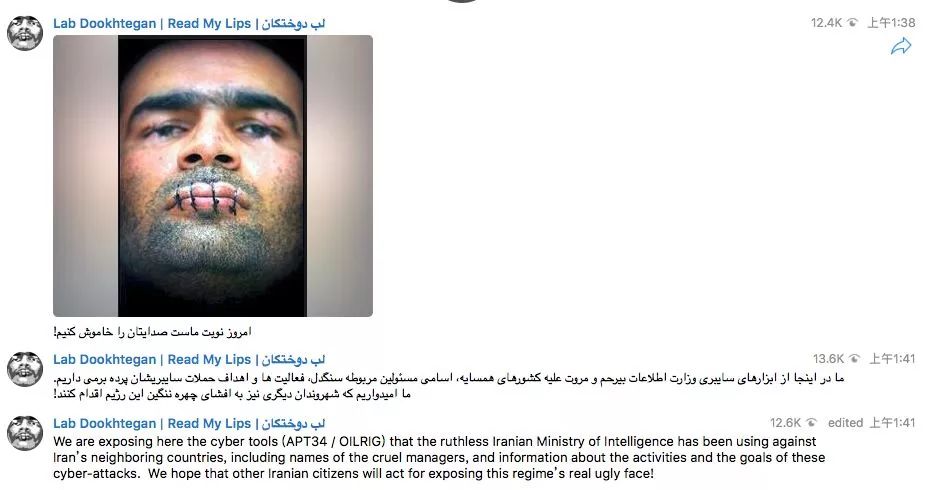 Lab Dookhtegan | Read My Lips | لب دوختگان 12.4K 上午1:38
امروز نوبت ماست صدایتان را خاموش کنیم!
Lab Dookhtegan | Read My Lips | لب دوختگان 13.6K 上午1:41
ما در اینجا از ابزارهای سایبری وزارت اطلاعات بیرحم و مروت علیه کشورهای همسایه، اسامی مسئولین مربوطه سنگدل، فعالیت ها و اهداف حملات سایبریشان پرده برمی داریم.
ما امیدواریم که شهروندان دیگری نیز به افشای چهره ننگین این رژیم اقدام کنند!
Lab Dookhtegan | Read My Lips | لب دوختگان 12.6K edited 上午1:41
We are exposing here the cyber tools (APT34 / OILRIG) that the ruthless Iranian Ministry of Intelligence has been using against
Iran's neighboring countries, including names of the cruel managers, and information about the activities and the goals of these
cyber-attacks.  We hope that other Iranian citizens will act for exposing this regime's real ugly face!